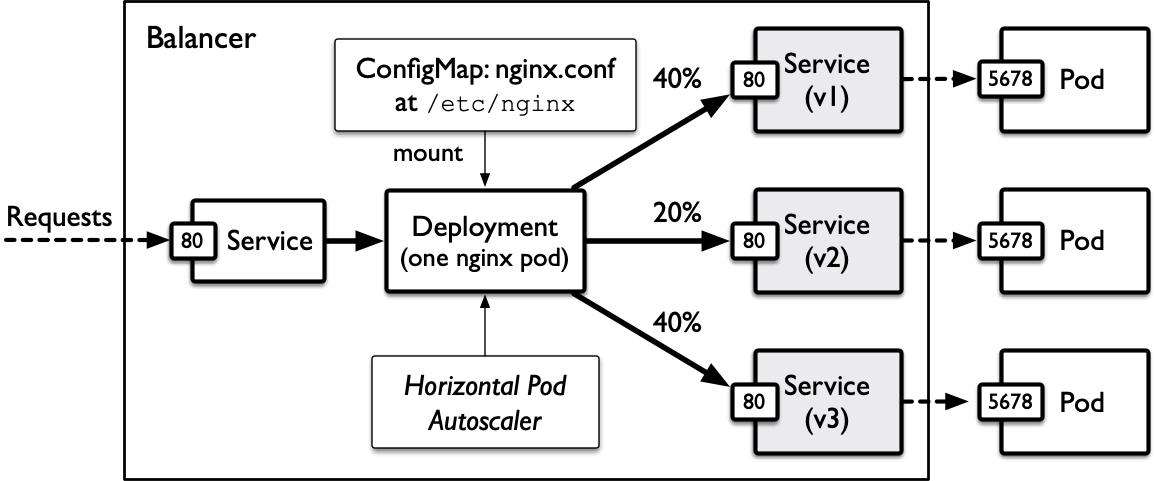 Balancer
ConfigMap: nginx.conf
at /etc/nginx
mount
Requests
80
Service
Deployment
(one nginx pod)
Horizontal Pod
Autoscaler
40%
80
Service
(v1)
5678
Pod
20%
80
Service
(v2)
5678
Pod
40%
80
Service
(v3)
5678
Pod